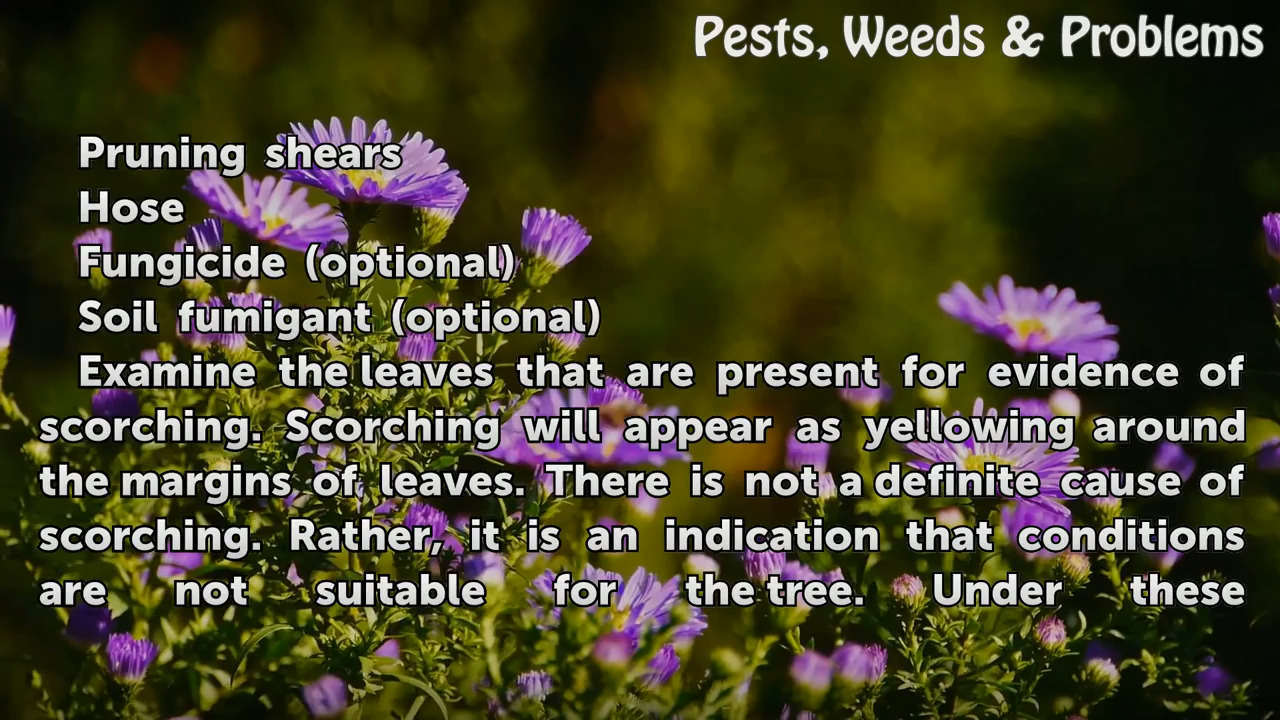 Pests, Weeds & Problems
Pruning shears
Hose
Fungicide (optional)
Soil fumigant (optional)
Examine the leaves that are present for evidence of
scorching. Scorching will appear as yellowing around
the margins of leaves. There is not a definite cause of
scorching. Rather, it is an indication that conditions
are not suitable for the tree. Under these